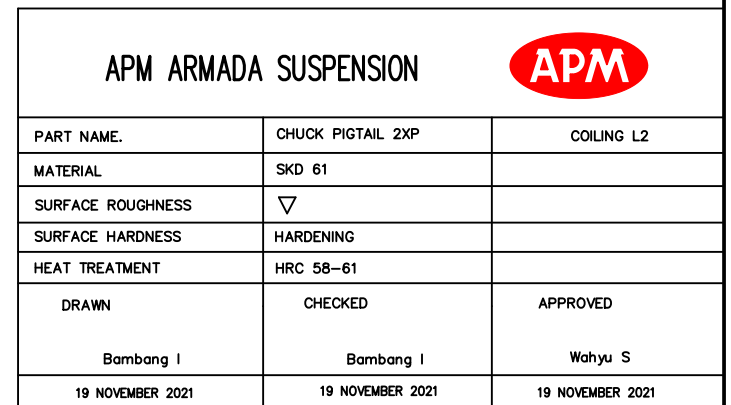 APM ARMADA SUSPENSION APM
PART NAME. CHUCK PIGTAIL 2XP COILING L2
MATERIAL SKD 61
SURFACE ROUGHNESS
SURFACE HARDNESS HARDENING
HEAT TREATMENT HRC 58-61
DRAWN CHECKED APPROVED
Bambang I Bambang I Wahyu S
19 NOVEMBER 2021 19 NOVEMBER 2021 19 NOVEMBER 2021